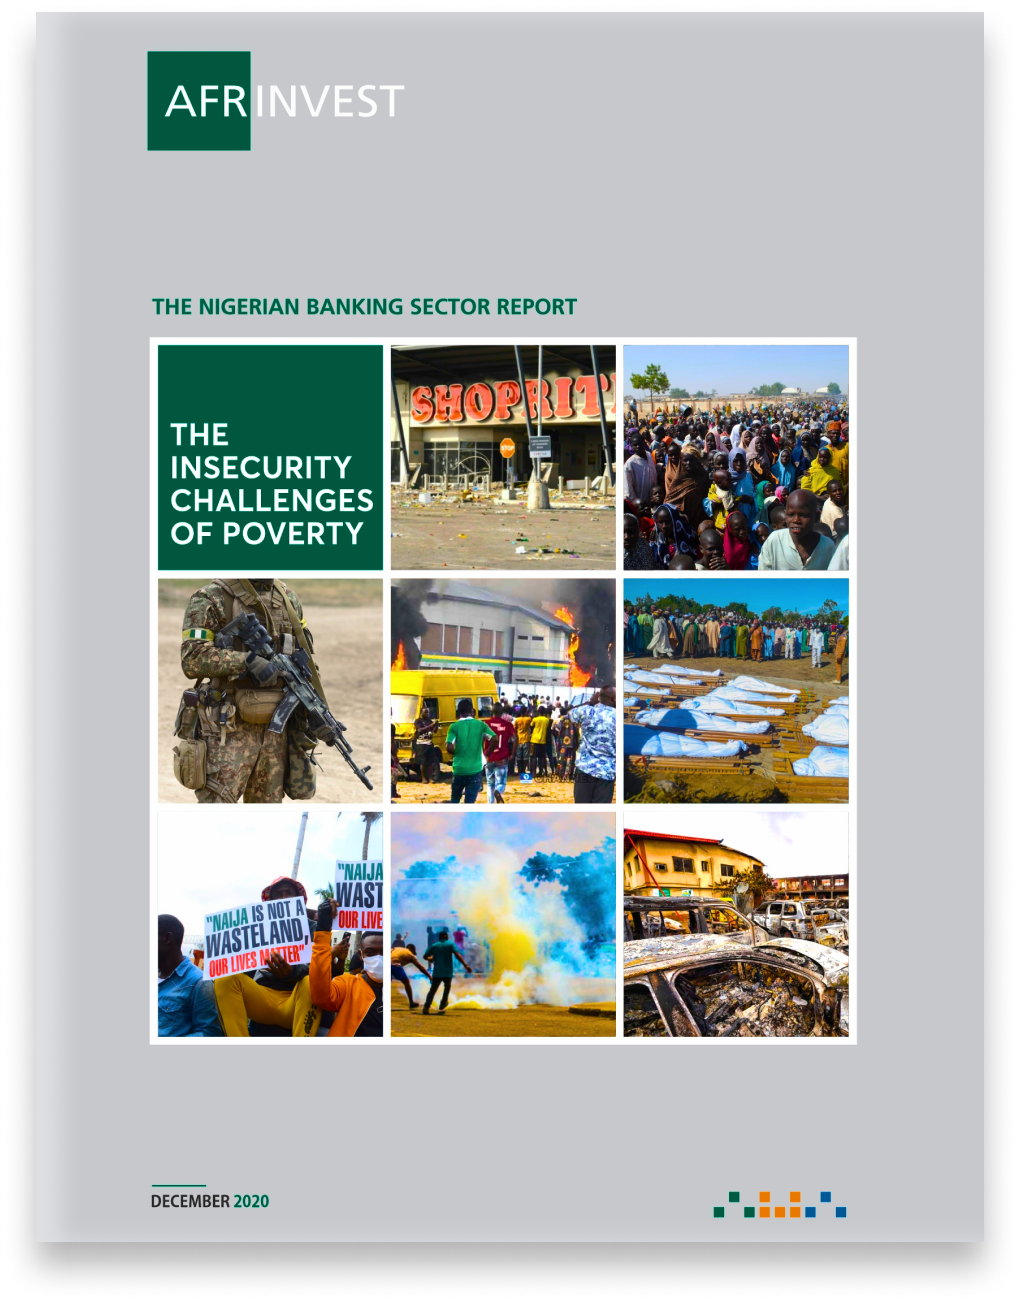 AFRINVEST
THE NIGERIAN BANKING SECTOR REPORT
THE
INSECURITY
CHALLENGES
OF POVERTY
SHOPRIT
STOP
"NAIJA IS NOT A
WASTELAND,
OUR LIVES MATTER"
"NAIJA
WAST
OUR LIVE
DECEMBER 2020